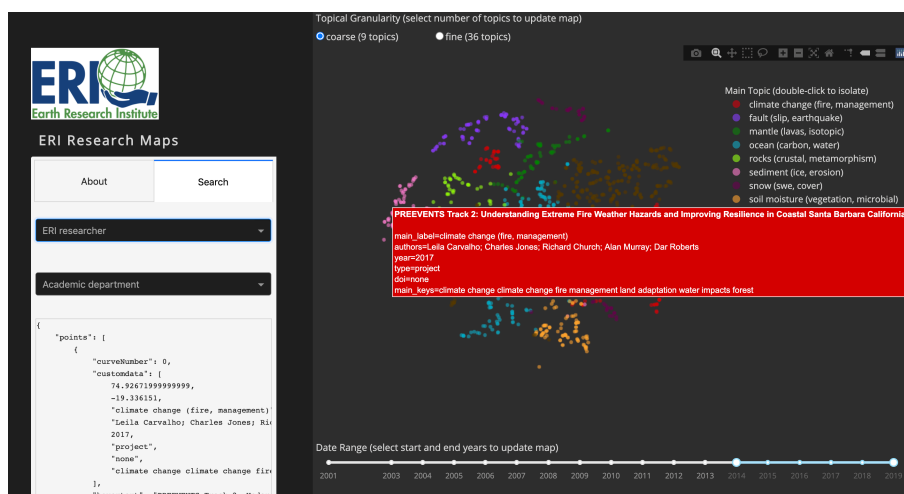 Topical Granularity (select number of topics to update map)
coarse (9 topics) fine (36 topics)
ERI
Earth Research Institute
ERI Research Maps
About Search
ERI researcher
Academic department
{
"points": [
{
"curveNumber": 0,
"customdata": [
74.92671999999999,
-19.336151,
"climate change (fire, management)"
"Leila Carvalho; Charles Jones; Ri
2017,
"project",
"none",
"climate change climate change fire
],
Main Topic (double-click to isolate)
climate change (fire, management)
fault (slip, earthquake)
mantle (lavas, isotopic)
ocean (carbon, water)
rocks (crustal, metamorphism)
sediment (ice, erosion)
snow (swe, cover)
soil moisture (vegetation, microbial)
PREEVENTS Track 2: Understanding Extreme Fire Weather Hazards and Improving Resilience in Coastal Santa Barbara California
main_label=climate change (fire, management)
authors=Leila Carvalho; Charles Jones; Richard Church; Alan Murray; Dar Roberts
year=2017
type=project
doi=none
main_keys=climate change climate change fire management land adaptation water impacts forest
Date Range (select start and end years to update map)
2001 2003 2004 2005 2006 2007 2008 2009 2010 2011 2012 2013 2014 2015 2016 2017 2018 2019